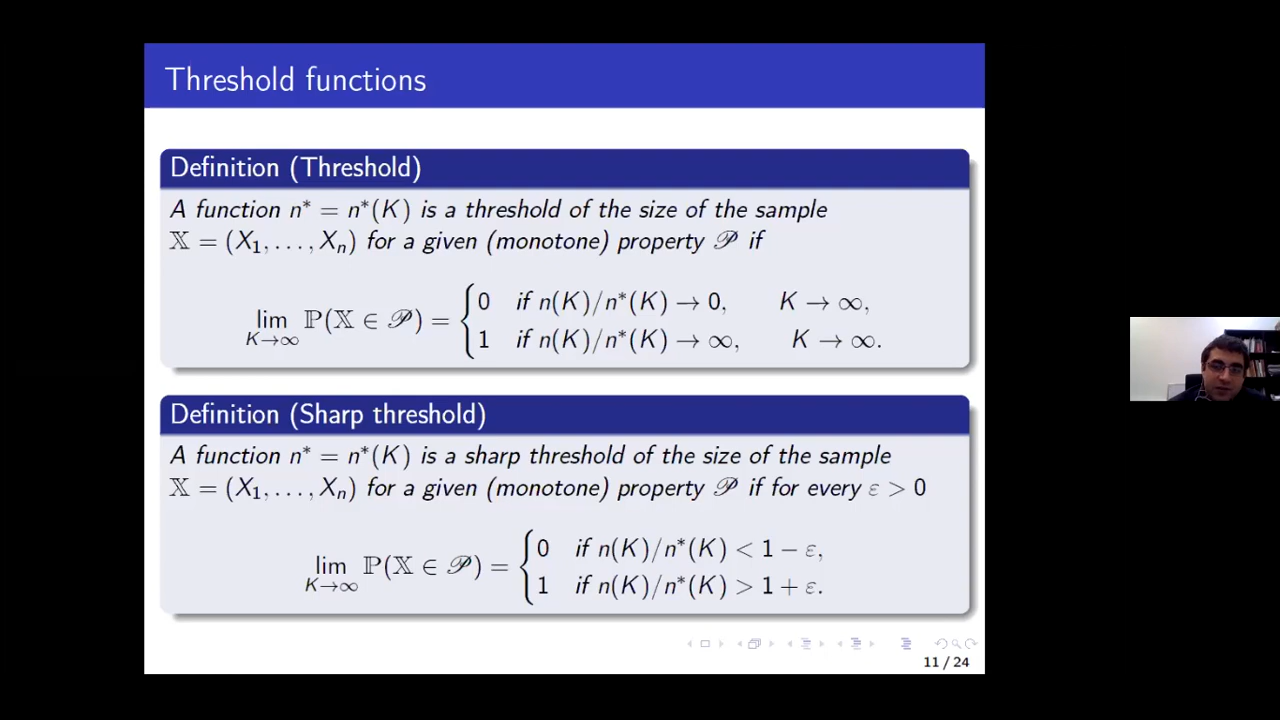 Threshold functions
Definition (Threshold)
A function n* = n*(K) is a threshold of the size of the sample
𝕏 = (X₁, . . . , Xₙ) for a given (monotone) property 𝒫 if
lim_{K→∞} ℙ(𝕏 ∈ 𝒫) = { 0 if n(K)/n*(K) → 0, K → ∞,
1 if n(K)/n*(K) → ∞, K → ∞.
Definition (Sharp threshold)
A function n* = n*(K) is a sharp threshold of the size of the sample
𝕏 = (X₁, . . . , Xₙ) for a given (monotone) property 𝒫 if for every ε > 0
lim_{K→∞} ℙ(𝕏 ∈ 𝒫) = { 0 if n(K)/n*(K) < 1 − ε,
1 if n(K)/n*(K) > 1 + ε.
11 / 24